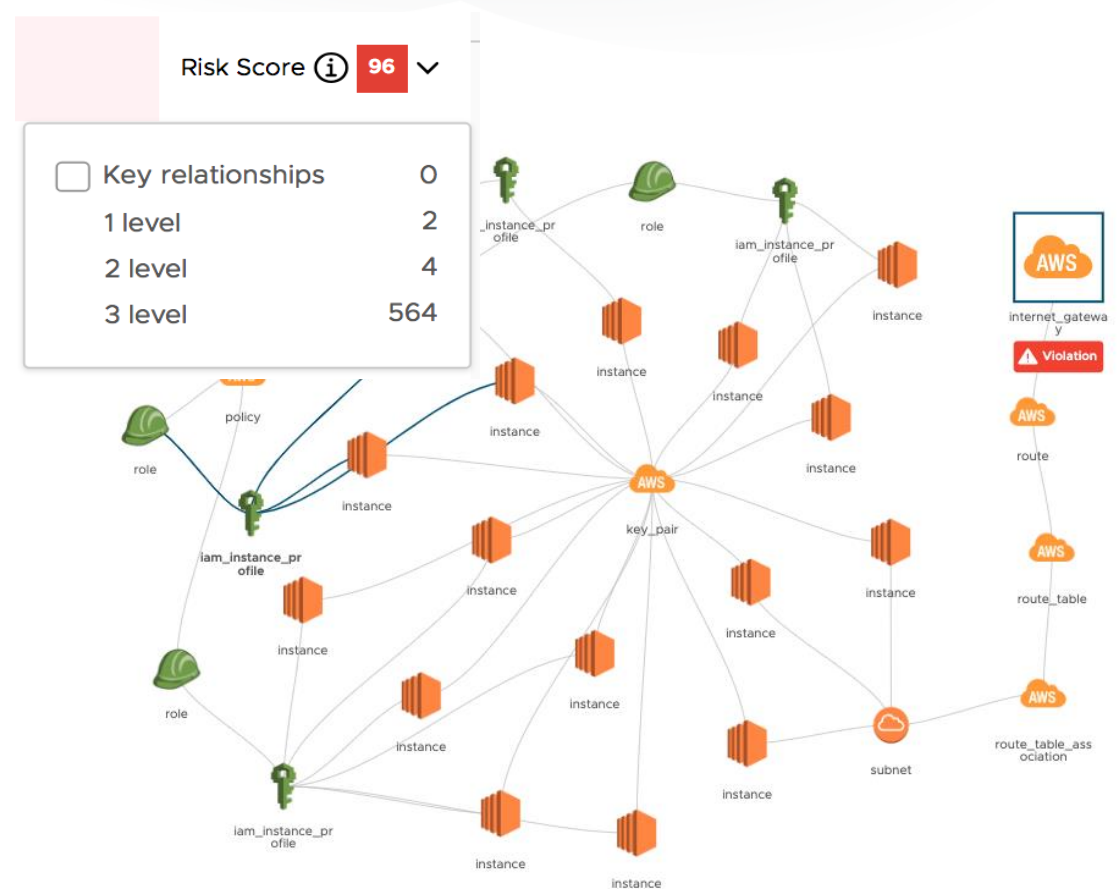 Risk Score i 96
Key relationships 0
1 level 2
2 level 4
3 level 564
_instance_pr
ofile
role
iam_instance_pr
ofile
instance
AWS
internet_gatewa
y
Violation
instance
instance
instance
policy
role
instance
instance
AWS
route
instance
AWS
key_pair
iam_instance_pr
ofile
instance
instance
AWS
route_table
instance
instance
role
instance
instance
AWS
route_table_ass
ociation
subnet
instance
iam_instance_pr
ofile
instance
instance